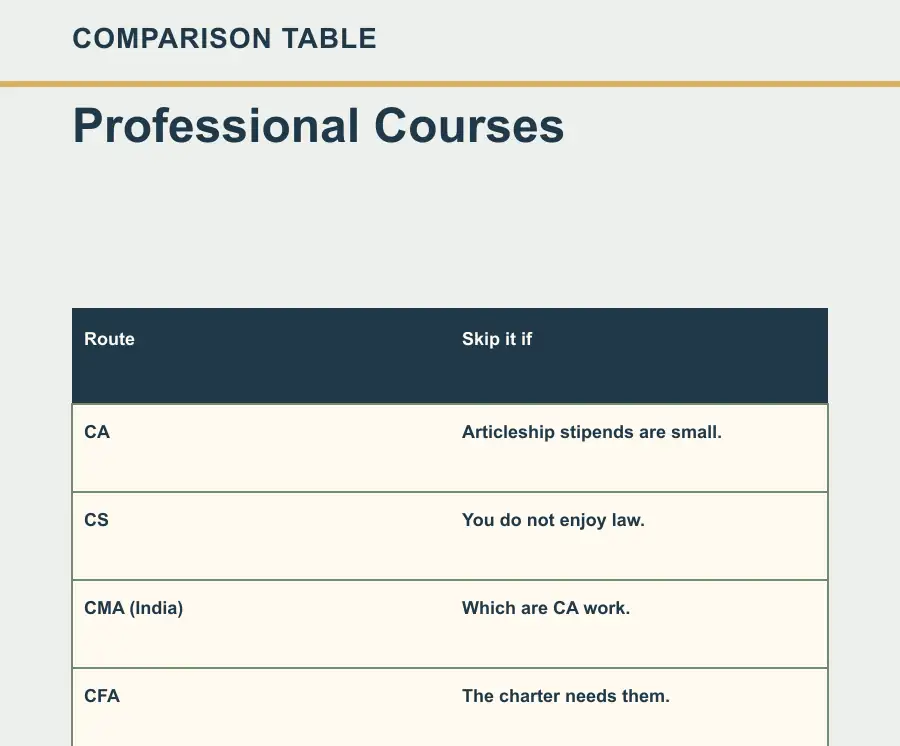 COMPARISON TABLE
Professional Courses
Route Skip it if
CA Articleship stipends are small.
CS You do not enjoy law.
CMA (India) Which are CA work.
CFA The charter needs them.